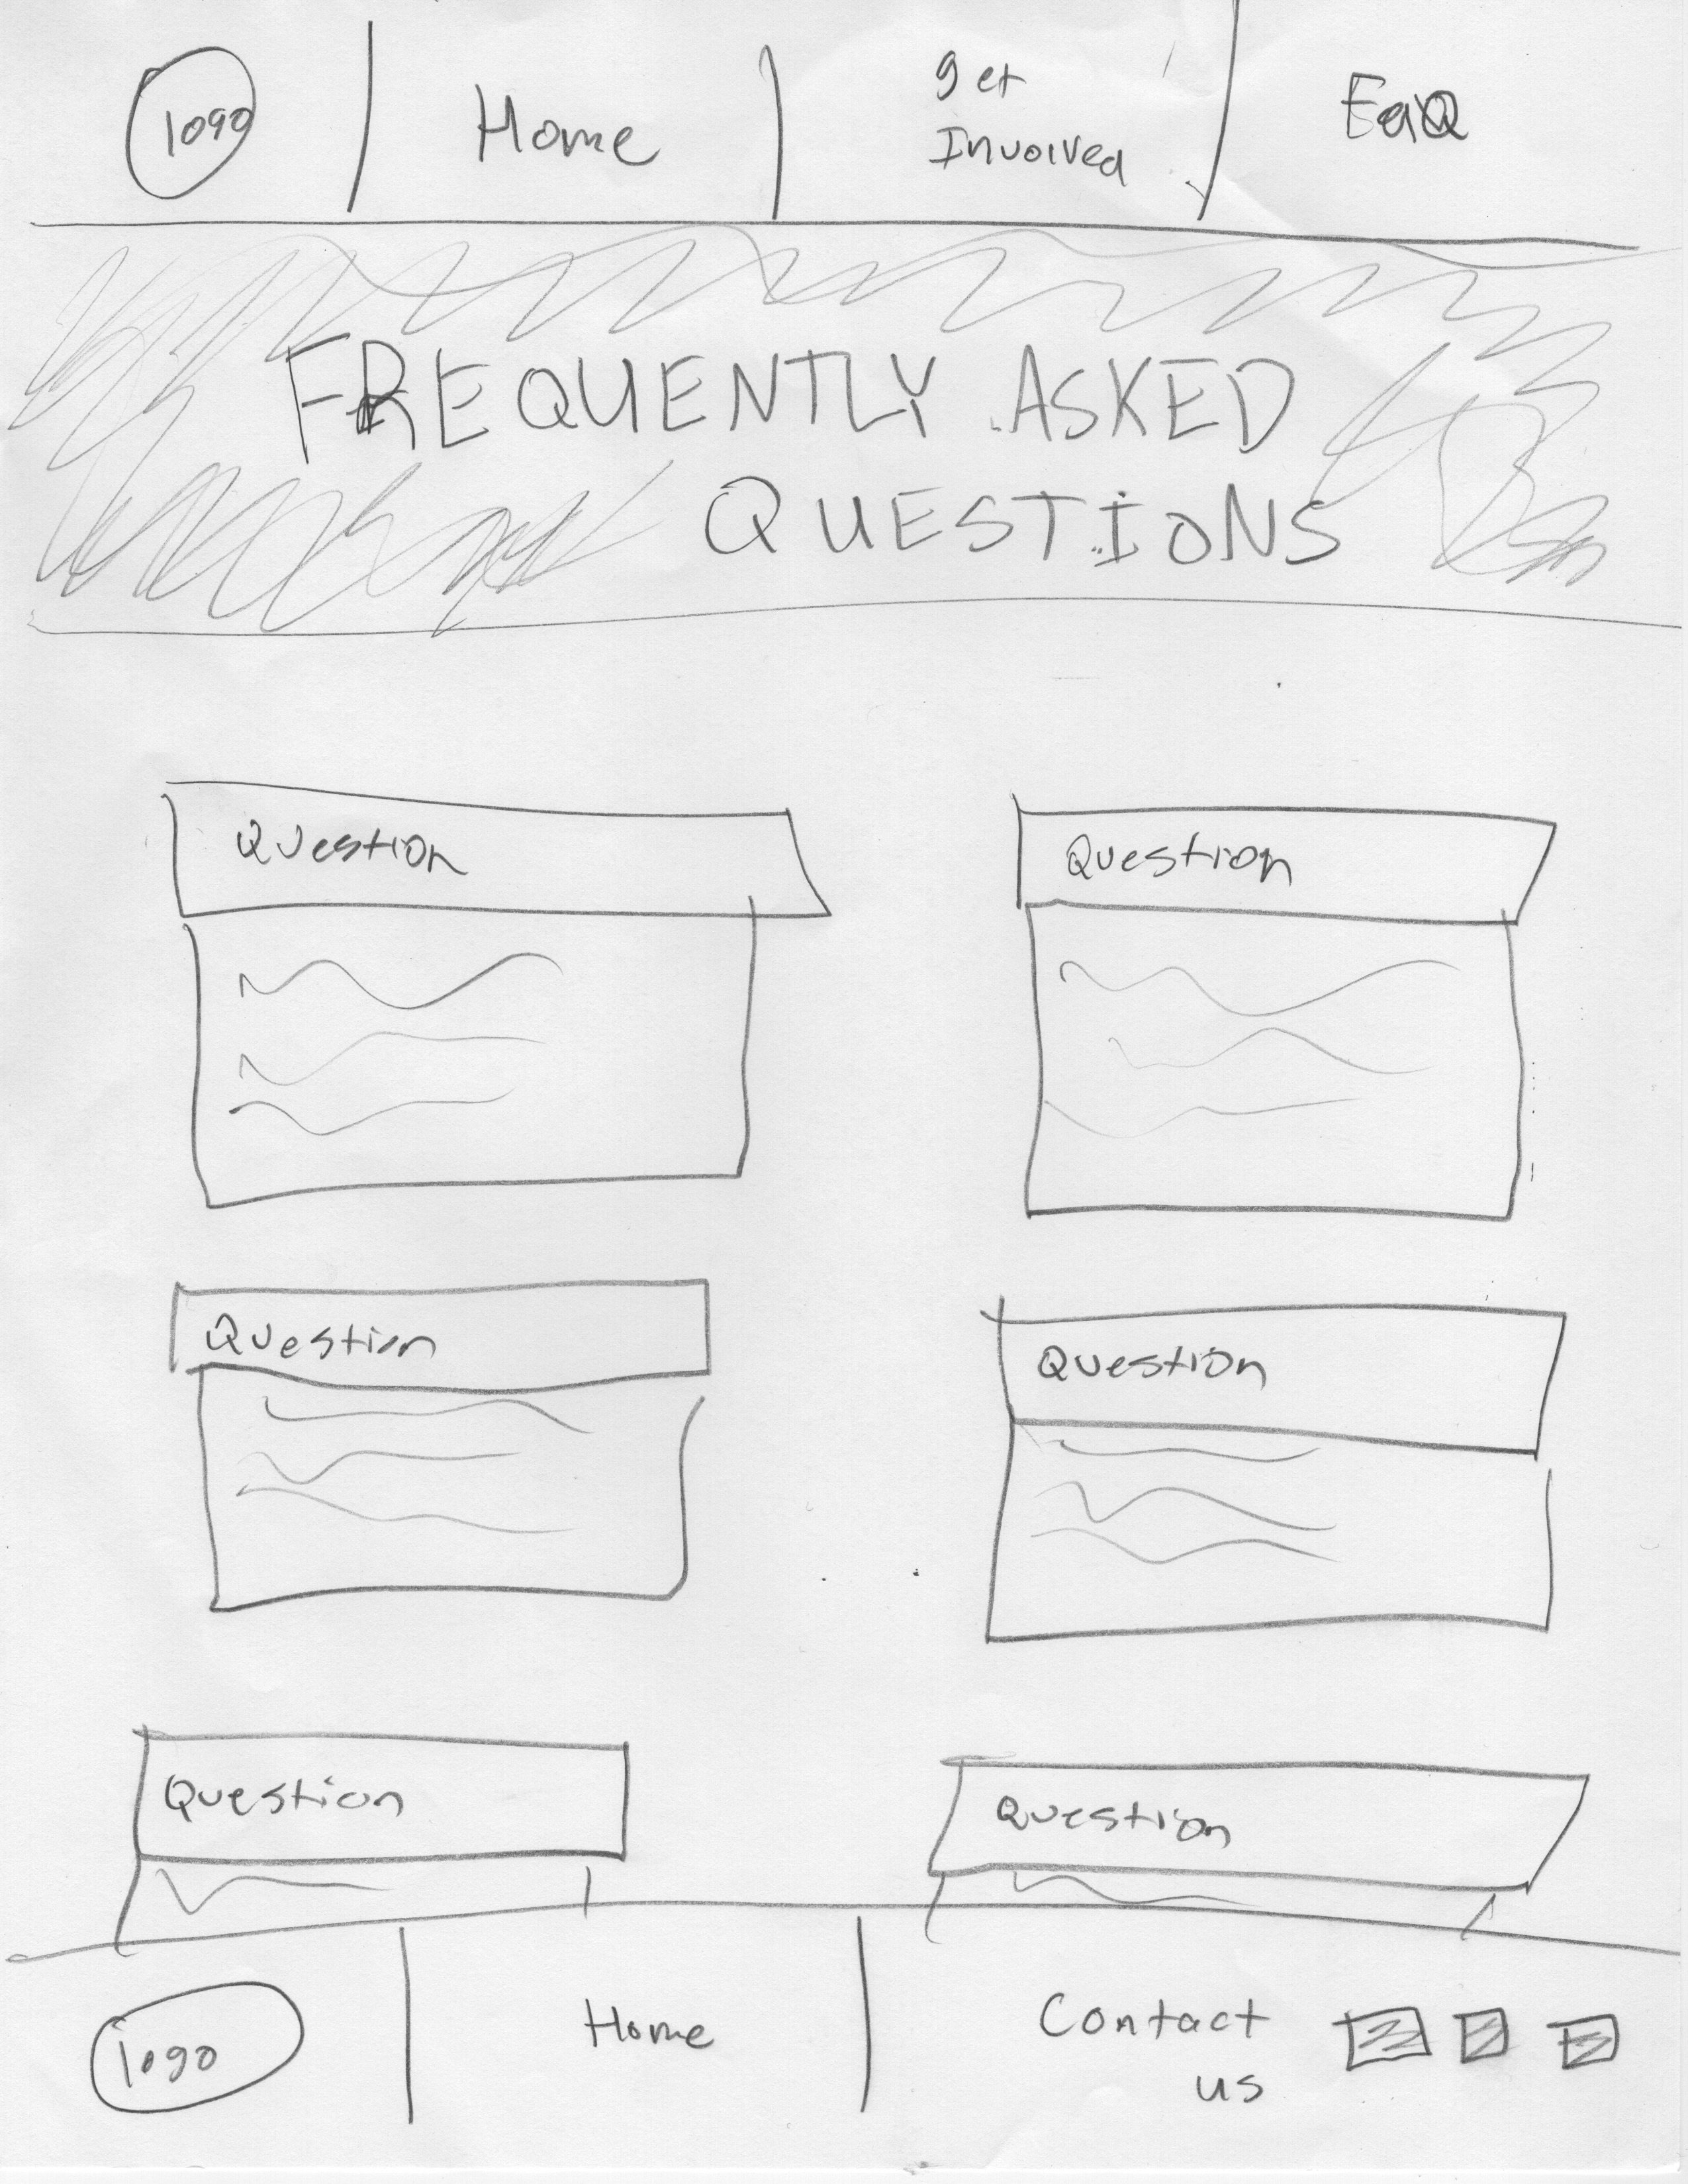 logo
Home
get
Involved
FaQ
FREQUENTLY ASKED
QUESTIONS
Question
Question
Question
Question
Question
Question
logo
Home
Contact
us